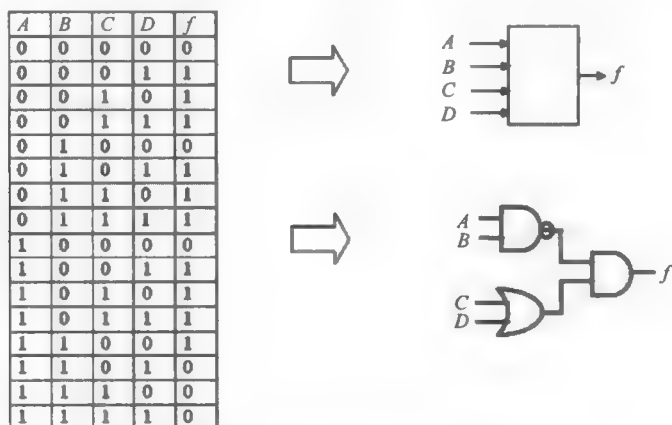 A B C D f
0 0 0 0 0
0 0 0 1 1
0 0 1 0 1
0 0 1 1 1
0 1 0 0 0
0 1 0 1 1
0 1 1 0 1
0 1 1 1 1
1 0 0 0 0
1 0 0 1 1
1 0 1 0 1
1 0 1 1 1
1 1 0 0 1
1 1 0 1 0
1 1 1 0 0
1 1 1 1 0
A
B
C
D
f
A
B
C
D
f